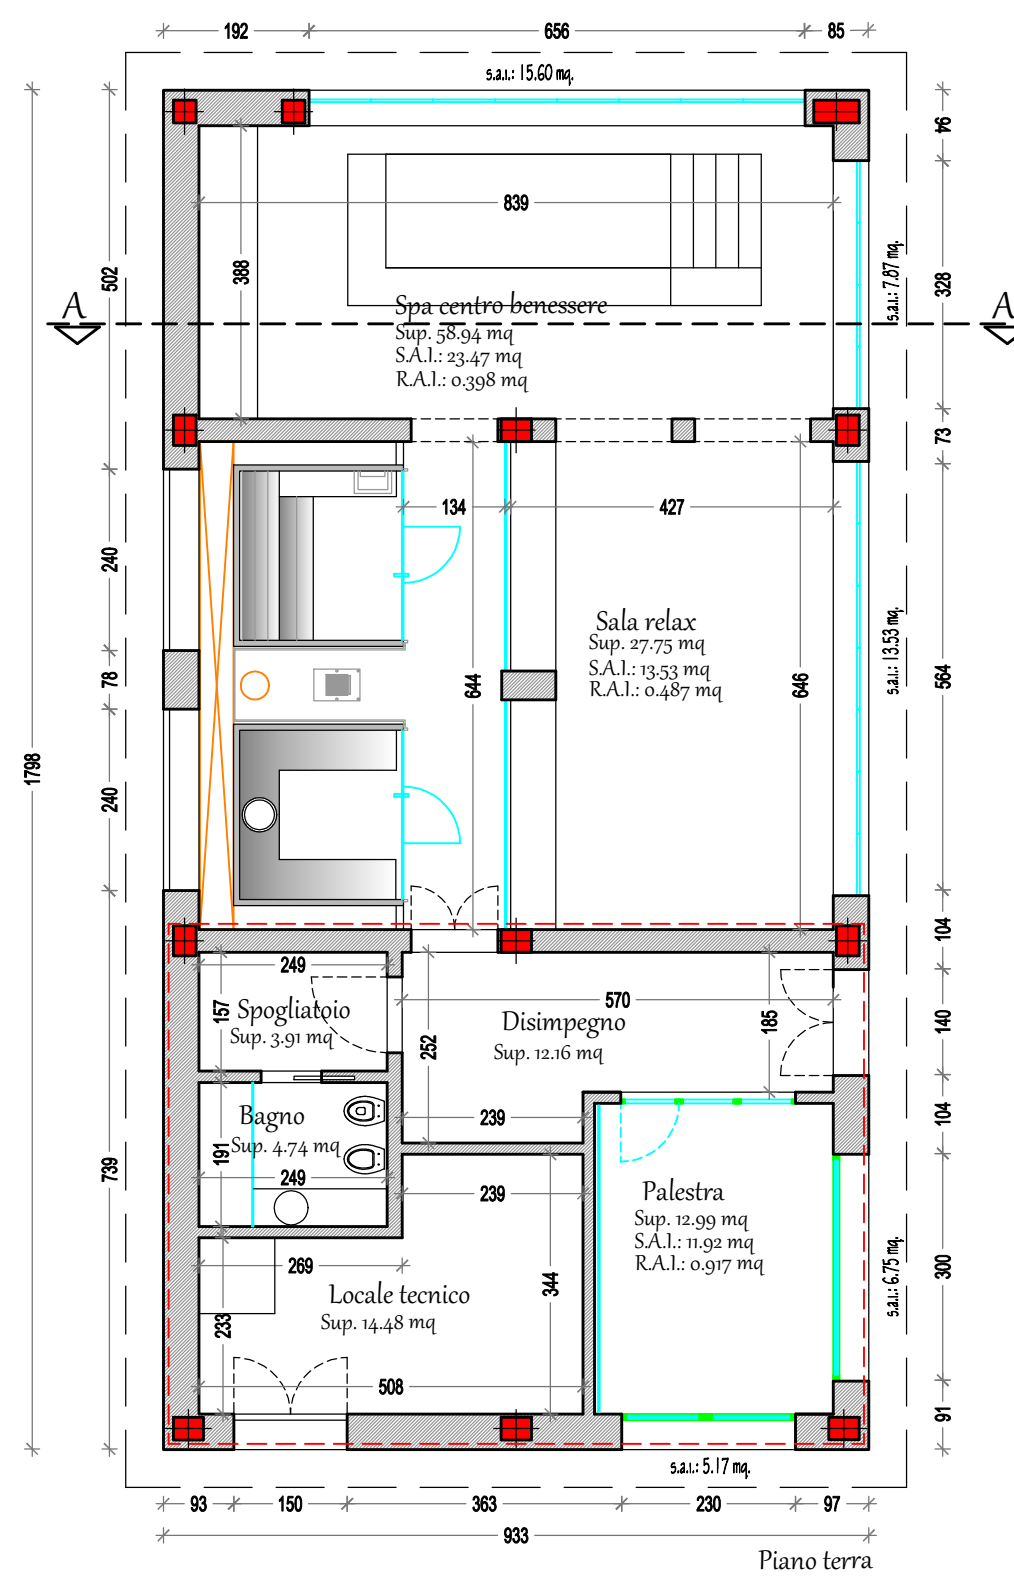 192
656
85
s.a.i.: 15.60 mq.
94
839
388
502
s.a.i.: 7.87 mq.
328
A
A
Spa centro benessere
Sup. 58.94 mq
S.A.I.: 23.47 mq
R.A.I.: 0.398 mq
73
134
427
240
Sala relax
Sup. 27.75 mq
S.A.I.: 13.53 mq
R.A.I.: 0.487 mq
s.a.i.: 13.53 mq.
564
78
644
646
1798
240
104
249
157
Spogliatoio
Sup. 3.91 mq
570
Disimpegno
Sup. 12.16 mq
252
185
140
Bagno
Sup. 4.74 mq
191
249
239
104
739
239
Palestra
Sup. 12.99 mq
S.A.I.: 11.92 mq
R.A.I.: 0.917 mq
269
344
s.a.i.: 6.75 mq.
300
Locale tecnico
Sup. 14.48 mq
233
508
91
s.a.i.: 5.17 mq.
93
150
363
230
97
933
Piano terra